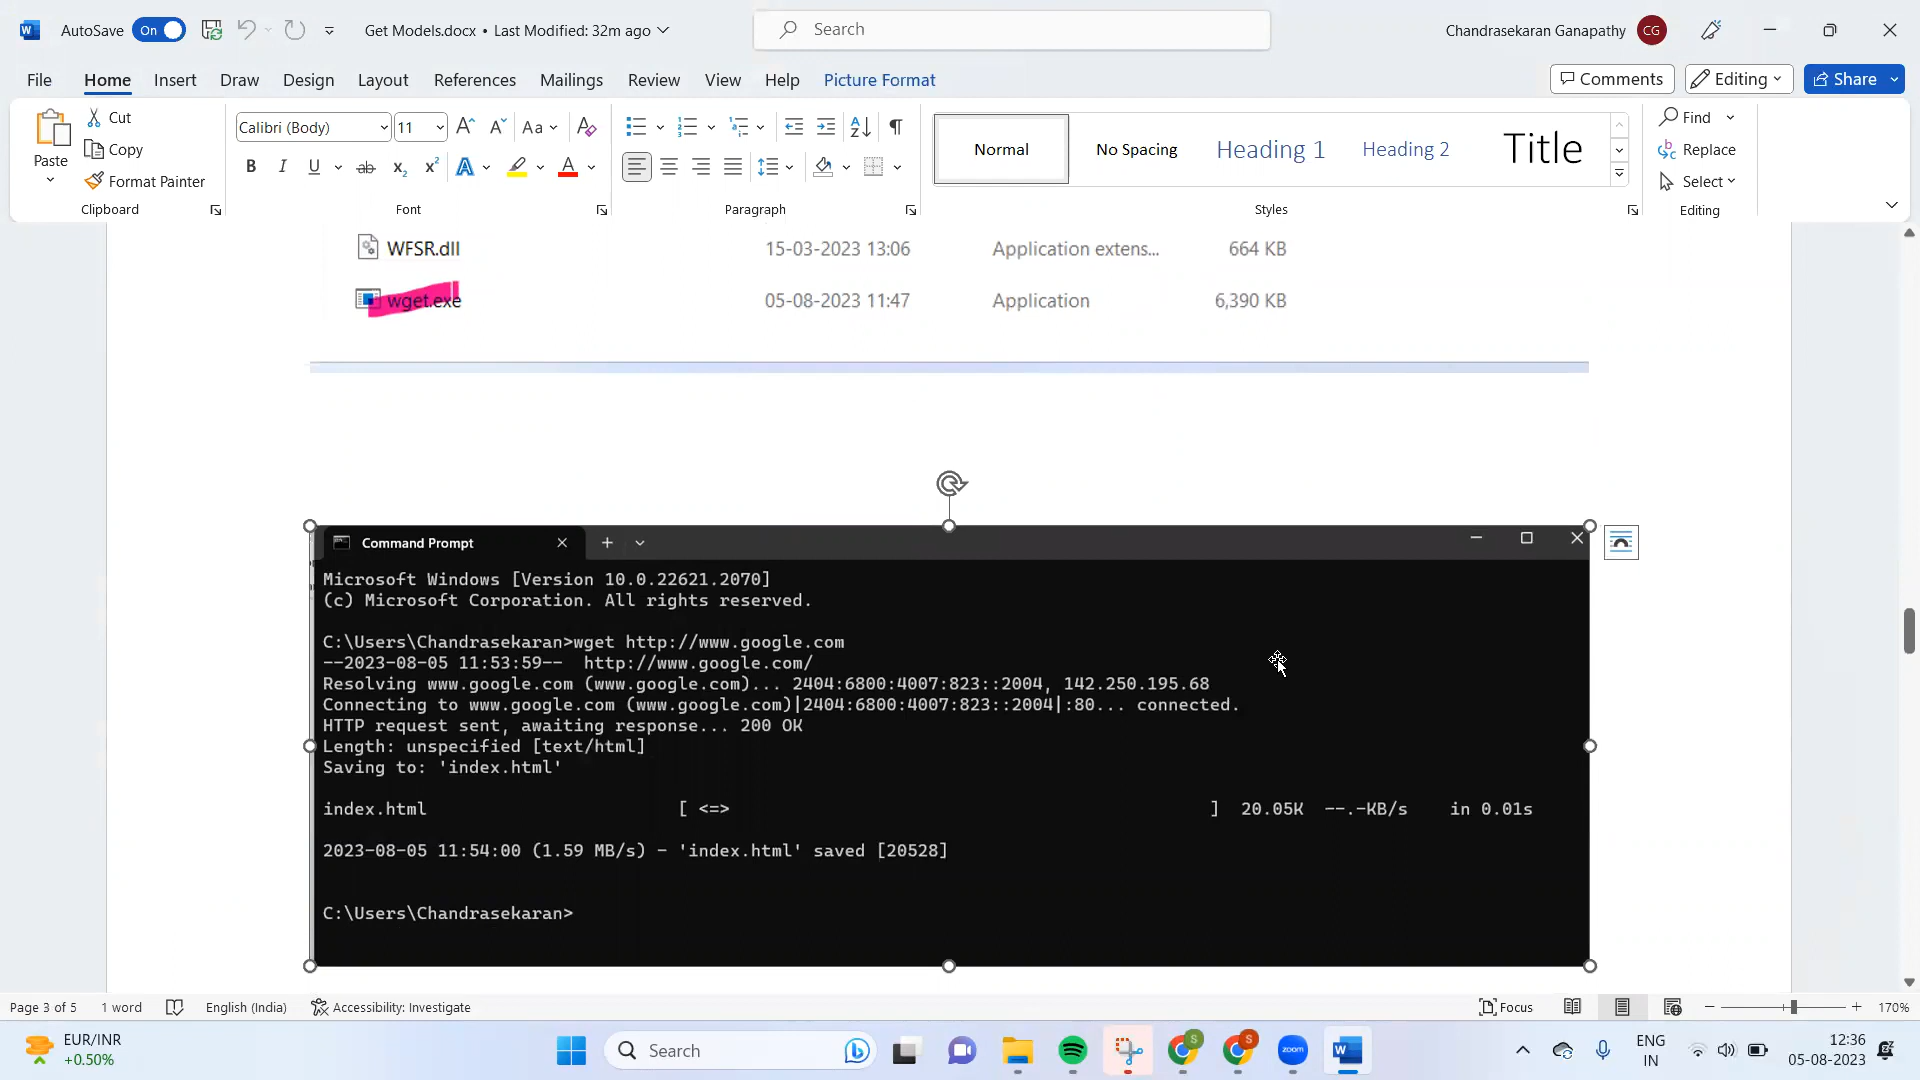 AutoSave On Get Models.docx • Last Modified: 32m ago Search Chandrasekaran Ganapathy CG
File Home Insert Draw Design Layout References Mailings Review View Help Picture Format Comments Editing Share
Paste
Cut
Copy
Format Painter
Clipboard
Calibri (Body) 11
Font
Paragraph
Normal No Spacing Heading 1 Heading 2 Title
Styles
Find
Replace
Select
Editing
WFSR.dll 15-03-2023 13:06 Application extens... 664 KB
wget.exe 05-08-2023 11:47 Application 6,390 KB
Command Prompt
Microsoft Windows [Version 10.0.22621.2070]
(c) Microsoft Corporation. All rights reserved.
C:\Users\Chandrasekaran>wget http://www.google.com
--2023-08-05 11:53:59--  http://www.google.com/
Resolving www.google.com (www.google.com)... 2404:6800:4007:823::2004, 142.250.195.68
Connecting to www.google.com (www.google.com)|2404:6800:4007:823::2004|:80... connected.
HTTP request sent, awaiting response... 200 OK
Length: unspecified [text/html]
Saving to: 'index.html'
index.html [ <=> ] 20.05K --.-KB/s in 0.01s
2023-08-05 11:54:00 (1.59 MB/s) - 'index.html' saved [20528]
C:\Users\Chandrasekaran>
Page 3 of 5 1 word English (India) Accessibility: Investigate Focus 170%
EUR/INR
+0.50%
Search
zoom
ENG
IN
12:36
05-08-2023